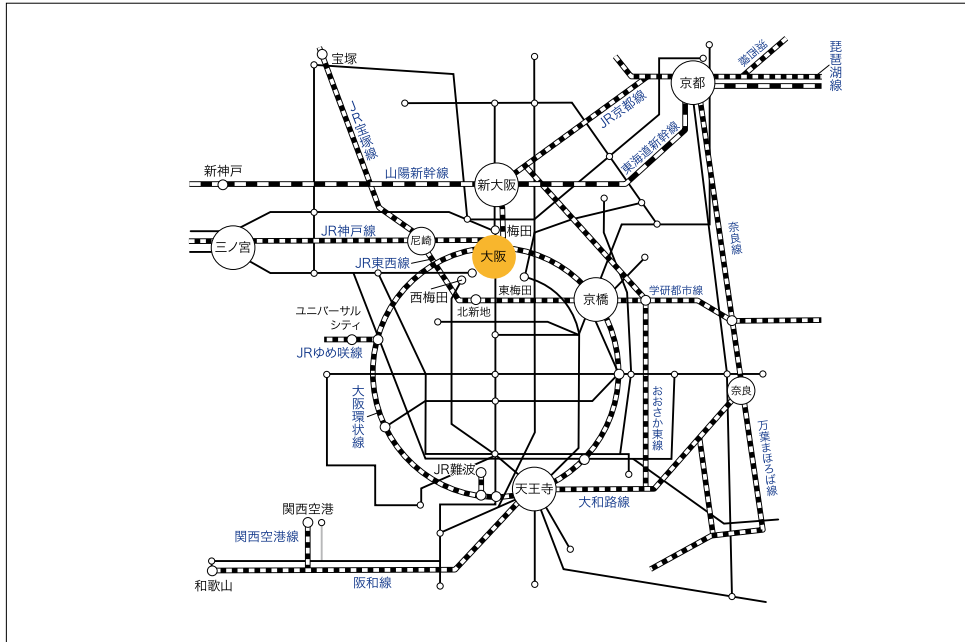 宝塚
JR宝塚線
新神戸
山陽新幹線
新大阪
JR京都線
東海道新幹線
京都
湖西線
琵琶湖線
三ノ宮
JR神戸線
尼崎
梅田
大阪
JR東西線
西梅田
東梅田
北新地
京橋
学研都市線
奈良線
ユニバーサル
シティ
JRゆめ咲線
大阪環状線
おおさか東線
奈良
万葉まほろば線
JR難波
天王寺
大和路線
関西空港
関西空港線
和歌山
阪和線